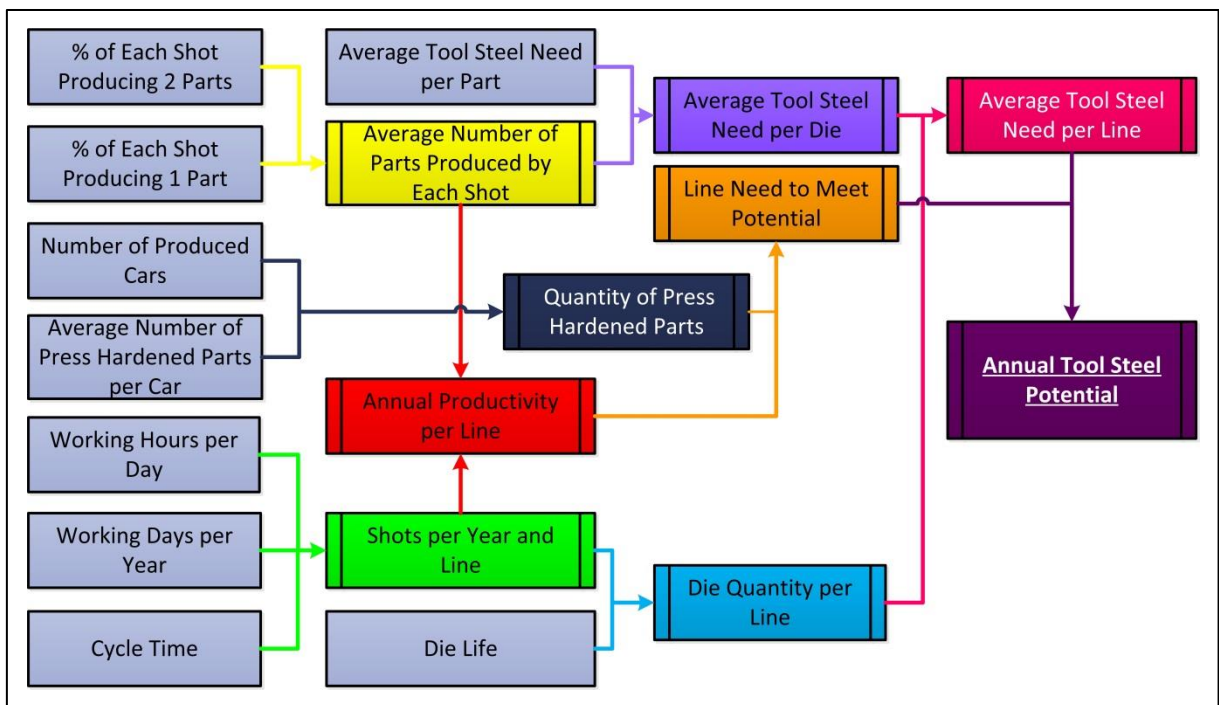 % of Each Shot
Producing 2 Parts
Average Tool Steel Need
per Part
Average Tool Steel
Need per Die
Average Tool Steel
Need per Line
% of Each Shot
Producing 1 Part
Average Number of
Parts Produced by
Each Shot
Line Need to Meet
Potential
Number of Produced
Cars
Quantity of Press
Hardened Parts
Average Number of
Press Hardened Parts
per Car
Annual Tool Steel
Potential
Annual Productivity
per Line
Working Hours per
Day
Working Days per
Year
Shots per Year and
Line
Die Quantity per
Line
Cycle Time
Die Life